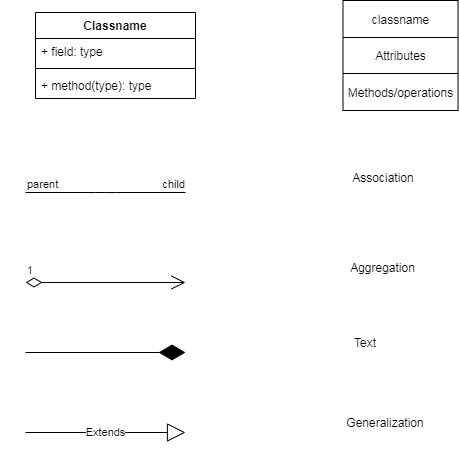 Classname
+ field: type
+ method(type): type
classname
Attributes
Methods/operations
parent child
Association
1
Aggregation
Text
Extends
Generalization